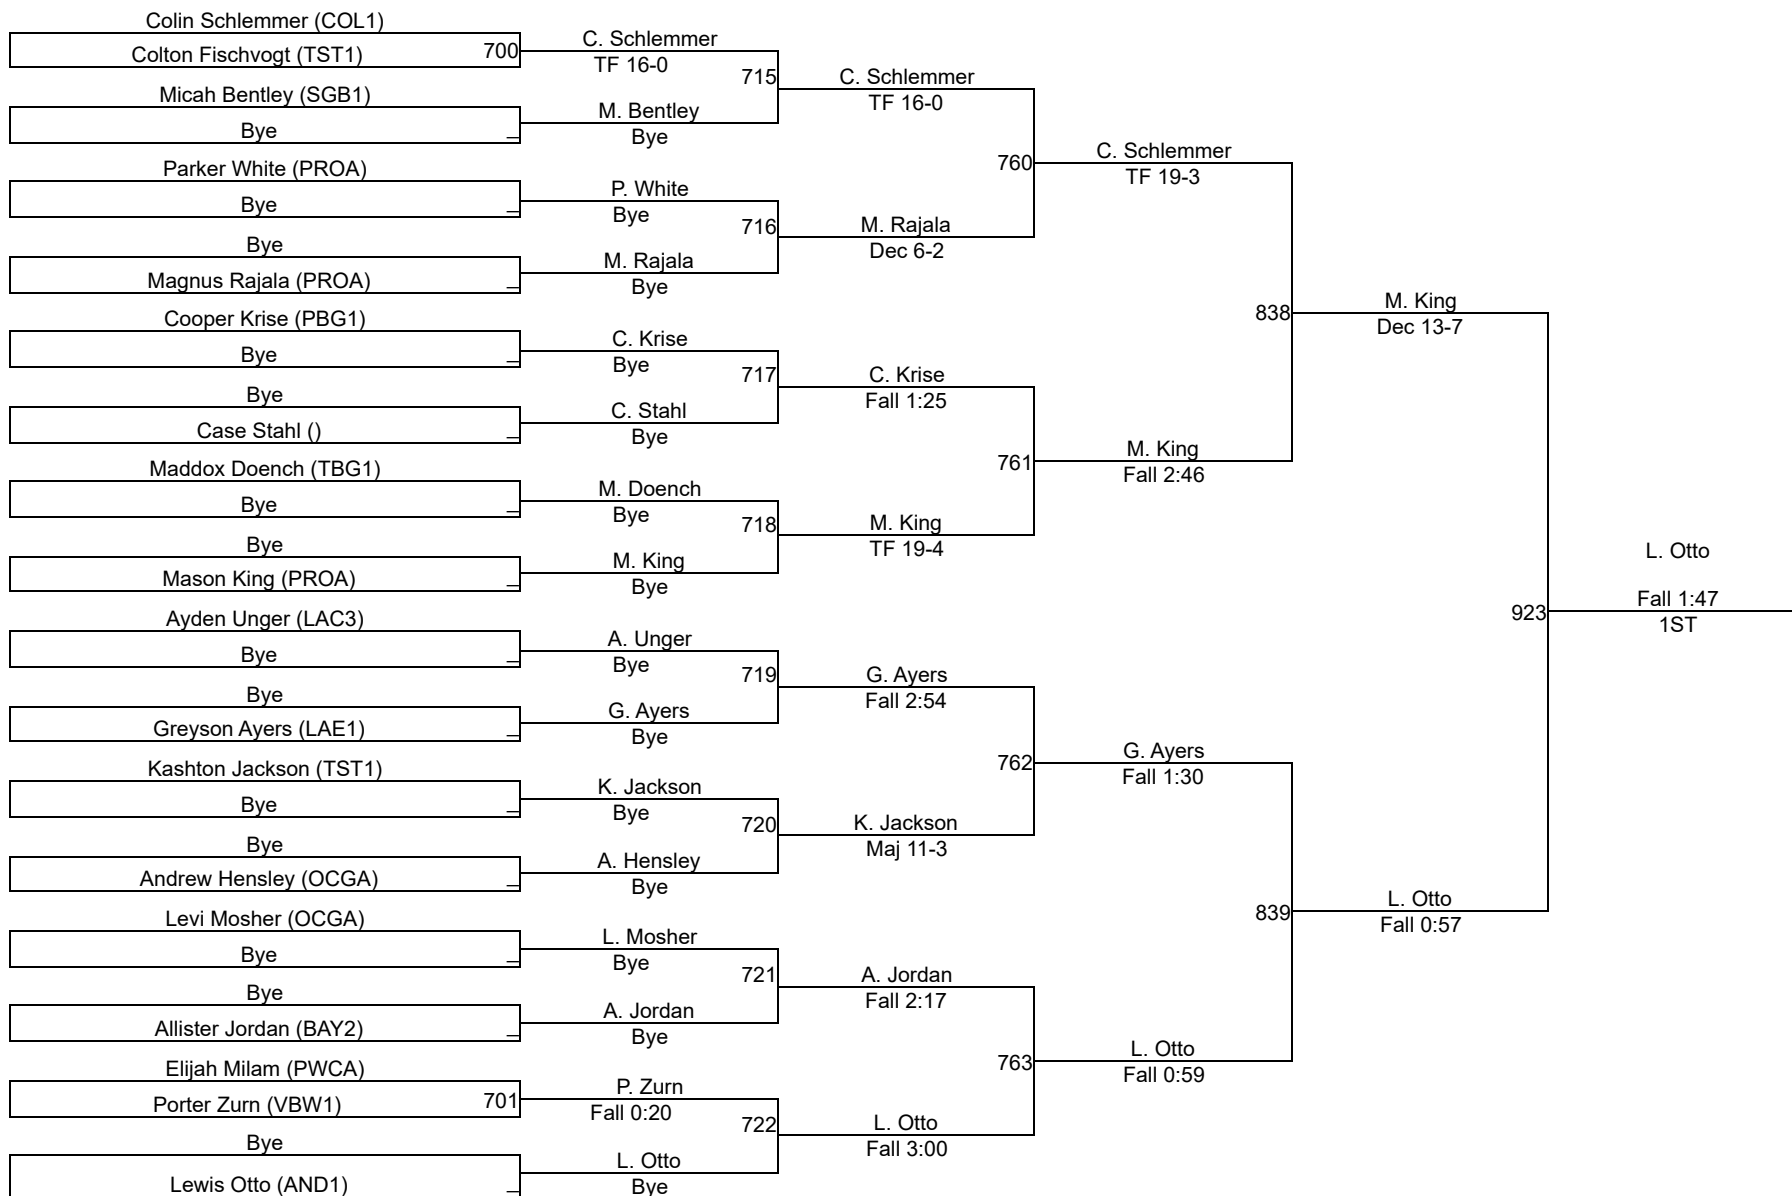 Colin Schlemmer (COL1)
Colton Fischvogt (TST1) 700
Micah Bentley (SGB1)
Bye _
Parker White (PROA)
Bye _
Bye
Magnus Rajala (PROA) _
Cooper Krise (PBG1)
Bye _
Bye
Case Stahl () _
Maddox Doench (TBG1)
Bye _
Bye
Mason King (PROA) _
Ayden Unger (LAC3)
Bye _
Bye
Greyson Ayers (LAE1) _
Kashton Jackson (TST1)
Bye _
Bye
Andrew Hensley (OCGA) _
Levi Mosher (OCGA)
Bye _
Bye
Allister Jordan (BAY2) _
Elijah Milam (PWCA)
Porter Zurn (VBW1) 701
Bye
Lewis Otto (AND1) _
C. Schlemmer
TF 16-0
715
M. Bentley
Bye
P. White
Bye
716
M. Rajala
Bye
C. Krise
Bye
717
C. Stahl
Bye
M. Doench
Bye
718
M. King
Bye
A. Unger
Bye
719
G. Ayers
Bye
K. Jackson
Bye
720
A. Hensley
Bye
L. Mosher
Bye
721
A. Jordan
Bye
P. Zurn
Fall 0:20
722
L. Otto
Bye
C. Schlemmer
TF 16-0
760
M. Rajala
Dec 6-2
C. Krise
Fall 1:25
761
M. King
TF 19-4
G. Ayers
Fall 2:54
762
K. Jackson
Maj 11-3
A. Jordan
Fall 2:17
763
L. Otto
Fall 3:00
C. Schlemmer
TF 19-3
838
M. King
Fall 2:46
G. Ayers
Fall 1:30
839
L. Otto
Fall 0:59
M. King
Dec 13-7
923
L. Otto
Fall 0:57
L. Otto
Fall 1:47
1ST